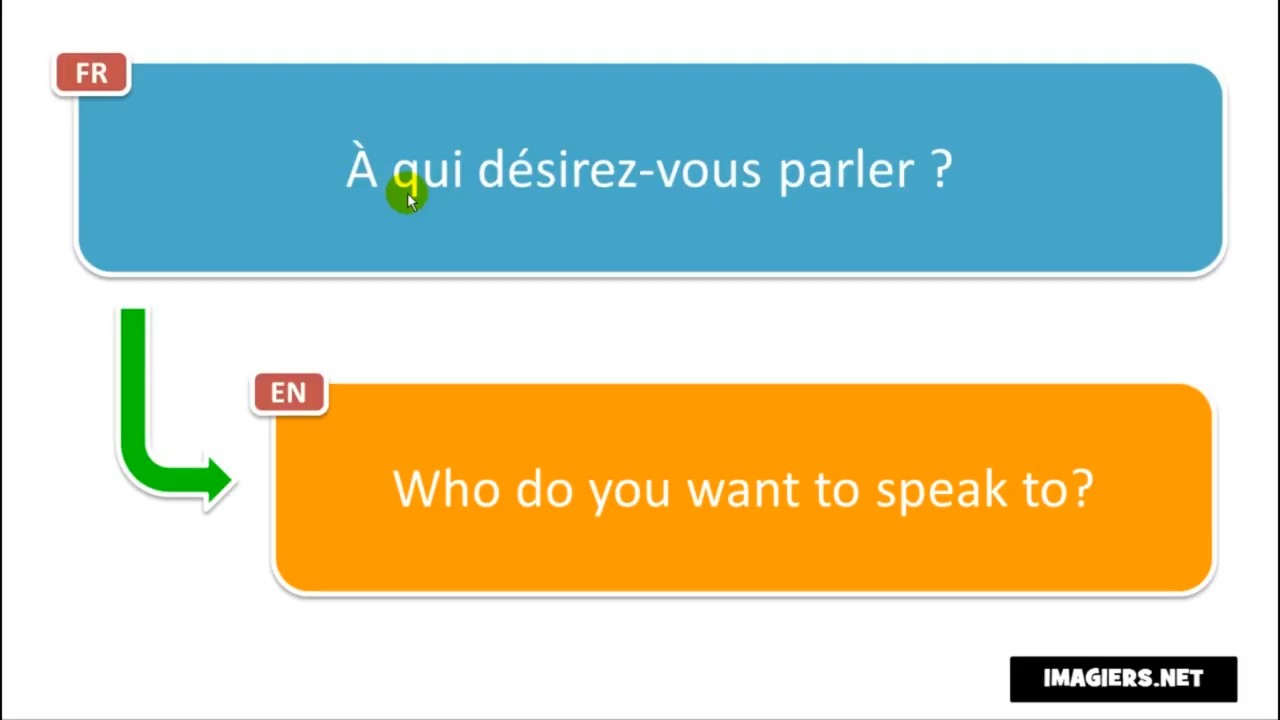 FR
À qui désirez-vous parler ?
EN
Who do you want to speak to?
IMAGIERS.NET